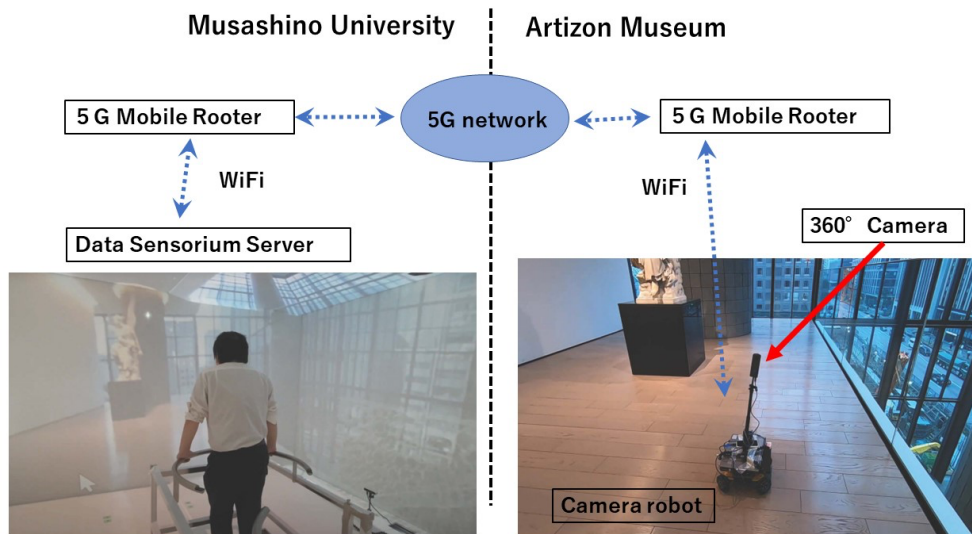 Musashino University
Artizon Museum
5 G Mobile Rooter
5G network
5 G Mobile Rooter
WiFi
WiFi
Data Sensorium Server
360° Camera
Camera robot